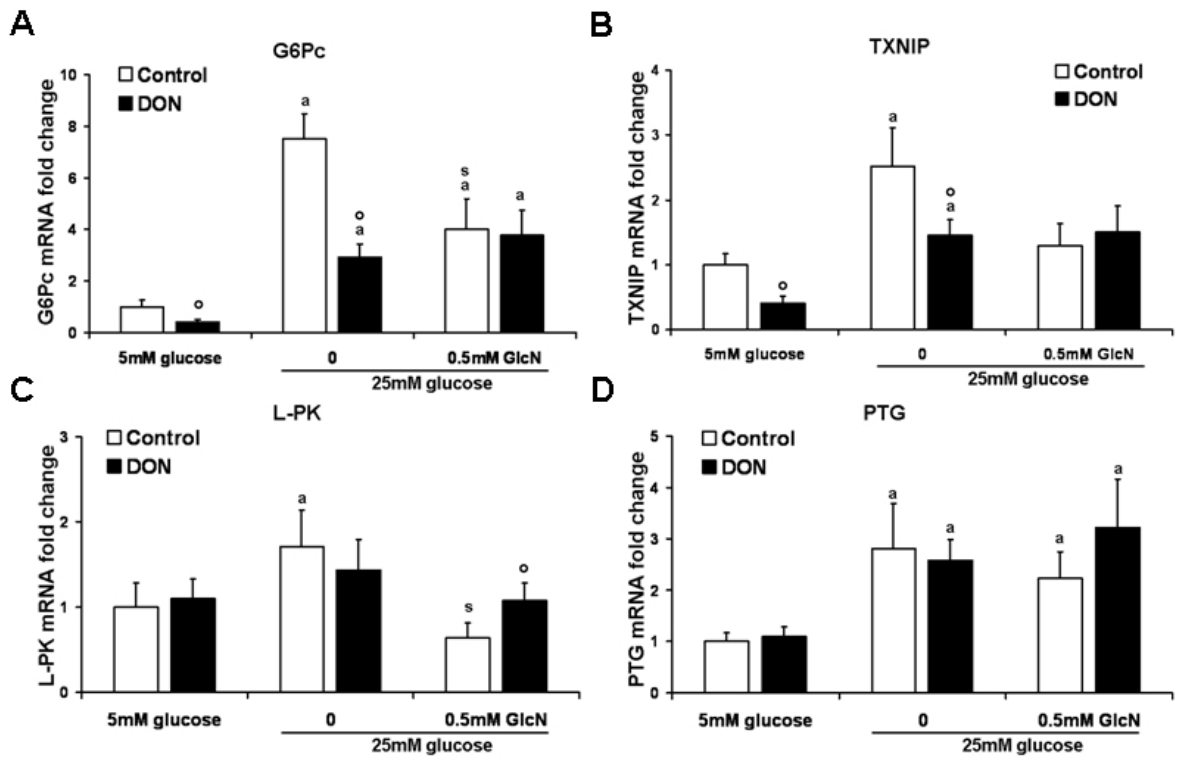 A
G6Pc
G6Pc mRNA fold change
10
8
6
4
2
0
Control
DON
a
a
s
a
a
5mM glucose
0
0.5mM GlcN
25mM glucose
B
TXNIP
TXNIP mRNA fold change
4
3
2
1
0
Control
DON
a
a
5mM glucose
0
0.5mM GlcN
25mM glucose
C
L-PK
L-PK mRNA fold change
3
2
1
0
Control
DON
a
s
5mM glucose
0
0.5mM GlcN
25mM glucose
D
PTG
PTG mRNA fold change
5
4
3
2
1
0
Control
DON
a
a
a
a
5mM glucose
0
0.5mM GlcN
25mM glucose